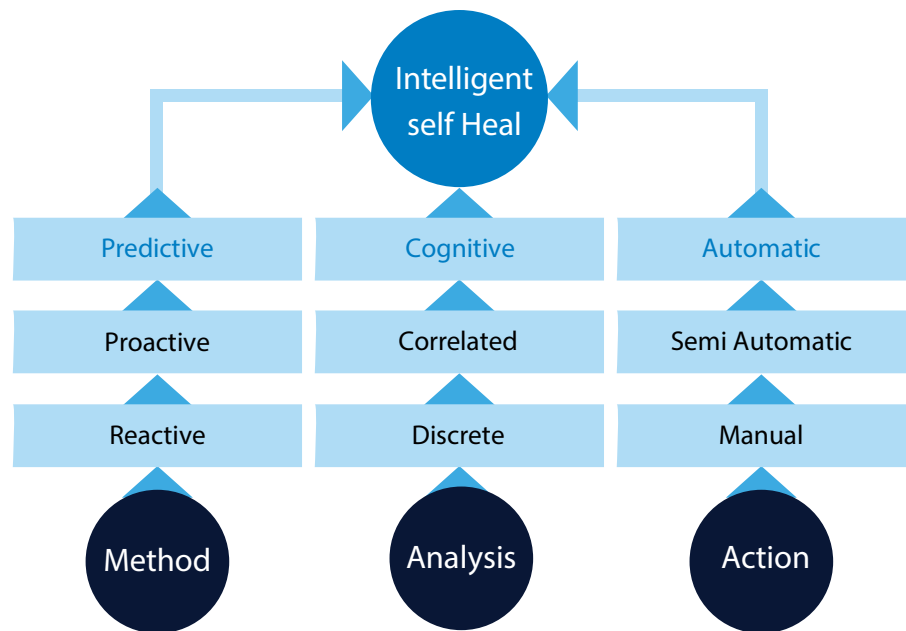 Intelligent
self Heal
Predictive
Cognitive
Automatic
Proactive
Correlated
Semi Automatic
Reactive
Discrete
Manual
Method
Analysis
Action